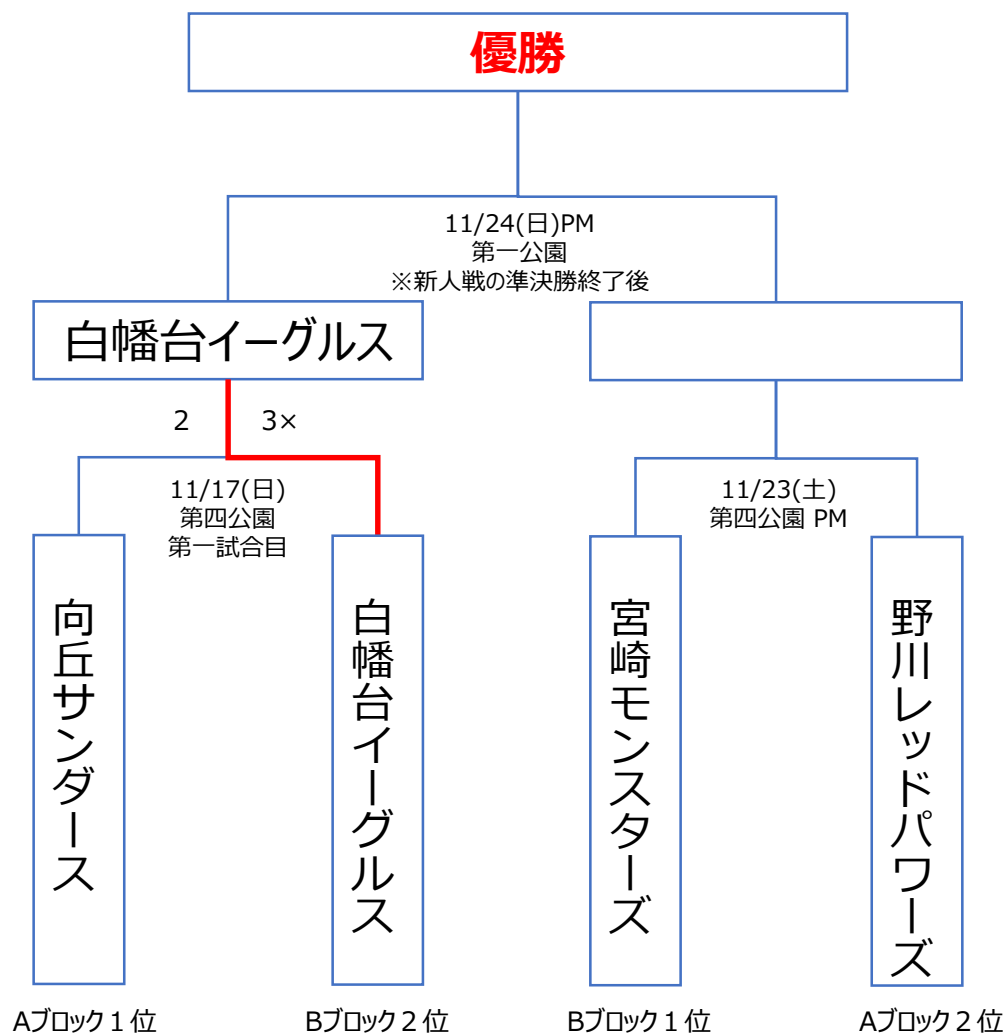 優勝
11/24(日)PM
第一公園
※新人戦の準決勝終了後
白幡台イーグルス
2 3×
11/17(日)
第四公園
第一試合目
11/23(土)
第四公園 PM
向丘サンダース
白幡台イーグルス
宮崎モンスターズ
野川レッドパワーズ
Aブロック１位
Bブロック２位
Bブロック１位
Aブロック２位